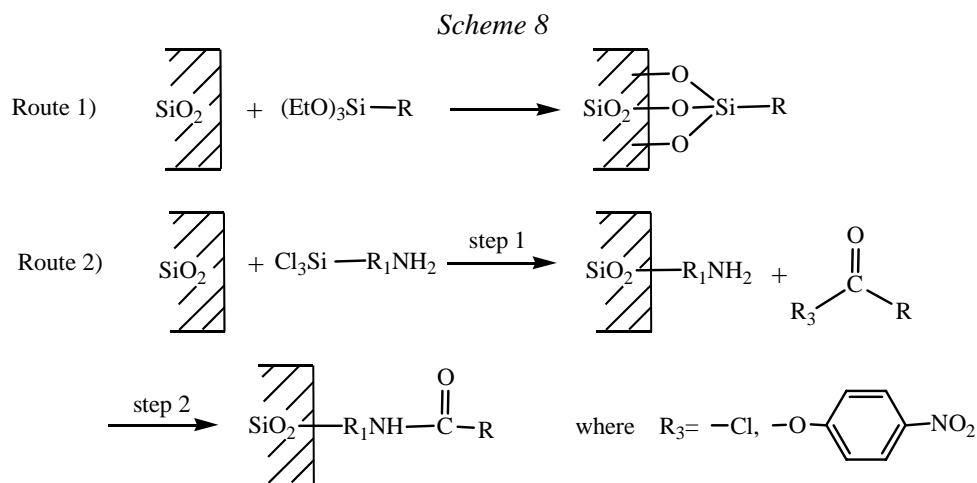 Scheme 8
Route 1) SiO2 + (EtO)3Si R SiO2 O O O Si R
Route 2) SiO2 + Cl3Si R1NH2 step 1 SiO2 R1NH2 + O C R3 R
step 2 SiO2 R1NH C O R where R3= Cl, O NO2